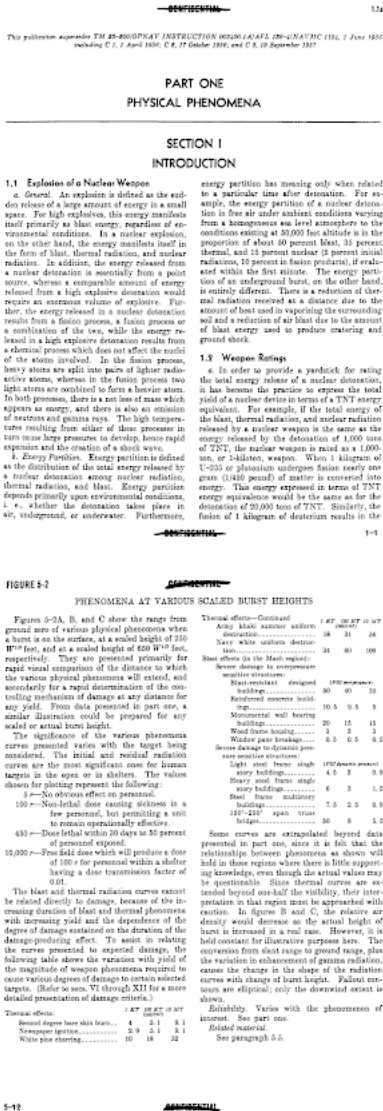 CONFIDENTIAL
1.1a
This publication supersedes TM 23-200/OPNAV INSTRUCTION 003400.1A/AFL 136-4/NAVMC 1104, 1 June 1955
including C 1, 1 April 1956; C 2, 17 October 1956; and C 3, 10 September 1957
PART ONE
PHYSICAL PHENOMENA
SECTION I
INTRODUCTION
1.1 Explosion of a Nuclear Weapon
a. General. An explosion is defined as the sud-
den release of a large amount of energy in a small
space. For high explosives, this energy manifests
itself primarily as blast energy, regardless of en-
vironmental conditions. In a nuclear detonation,
on the other hand, the energy manifests itself in
the form of blast, thermal radiation, and nuclear
radiation. In addition, the energy released from
a nuclear detonation is essentially from a point
source, whereas a comparable amount of energy
released from a high explosive detonation would
require an enormous volume of explosive. Fur-
ther, the energy released in a nuclear detonation
results from a fission process, a fusion process or
a combination of the two, while the energy re-
leased in a high explosive detonation results from
a chemical process which does not affect the nuclei
of the atoms involved. In the fission process,
heavy atoms are split into pairs of lighter radio-
active atoms, whereas in the fusion process two
light atoms are combined to form a heavier atom.
In both processes, there is a net loss of mass which
appears as energy, and there is also an emission
of neutrons and gamma rays. The high tempera-
tures resulting from either of these processes in
turn cause large pressures to develop, hence rapid
expansion and the creation of a shock wave.
b. Energy Partition. Energy partition is defined
as the distribution of the total energy released by
a nuclear detonation among nuclear radiation,
thermal radiation, and blast. Energy partition
depends primarily upon environmental conditions,
i. e., whether the detonation takes place in
air, underground, or underwater. Furthermore,
energy partition has meaning only when related
to a particular time after detonation. For ex-
ample, the energy partition of a nuclear detona-
tion in free air under ambient conditions varying
from a homogeneous sea level atmosphere to the
conditions existing at 50,000 feet altitude is in the
proportion of about 50 percent blast, 35 percent
thermal, and 15 percent nuclear (5 percent initial
radiations, 10 percent in fission products), if evalu-
ated within the first minute. The energy parti-
tion of an underground burst, on the other hand,
is entirely different. There is a reduction of ther-
mal radiation received at a distance due to the
amount of heat used in vaporizing the surrounding
soil and a reduction of air blast due to the amount
of blast energy used to produce cratering and
ground shock.
1.2 Weapon Ratings
a. In order to provide a yardstick for rating
the total energy release of a nuclear detonation,
it has become the practice to express the total
yield of a nuclear device in terms of a TNT energy
equivalent. For example, if the total energy of
the blast, thermal radiation, and nuclear radiation
released by a nuclear weapon is the same as the
energy released by the detonation of 1,000 tons
of TNT, the nuclear weapon is rated as a 1,000-
ton, or 1-kiloton, weapon. When 1 kilogram of
U-235 or plutonium undergoes fission nearly one
gram (1/450 pound) of matter is converted into
energy. This energy expressed in terms of TNT
energy equivalence would be the same as for the
detonation of 20,000 tons of TNT. Similarly, the
fusion of 1 kilogram of deuterium results in the
CONFIDENTIAL
1-1
FIGURE 5-2
CONFIDENTIAL
PHENOMENA AT VARIOUS SCALED BURST HEIGHTS
Figures 5-2A, B, and C show the range from
ground zero of various physical phenomena when
a burst is on the surface, at a scaled height of 250
feet, and at a scaled height of 650
feet,
respectively. They are presented primarily for
rapid visual comparison of the distance to which
the various physical phenomena will extend, and
secondarily for a rapid determination of the con-
trolling mechanism of damage at any distance for
any yield. From data presented in part one, a
similar illustration could be prepared for any
scaled or actual burst height.
The significance of the various phenomena
curves presented varies with the target being
considered. The initial and residual radiation
curves are the most significant ones for human
targets in the open or in shelters. The values
chosen for plotting represent the following:
5 r—No obvious effect on personnel.
100 r—Non-lethal dose causing sickness in a
few personnel, but permitting a unit
to remain operationally effective.
450 r—Dose lethal within 30 days to 50 percent
of personnel exposed.
10,000 r—Free field dose which will produce a dose
of 100 r for personnel within a shelter
having a dose transmission factor of
0.01.
The blast and thermal radiation curves cannot
be related directly to damage, because of the in-
creasing duration of blast and thermal phenomena
with increasing yield and the dependence of the
degree of damage sustained on the duration of the
damage-producing effect. To assist in relating
the curves presented to expected damage, the
following table shows the variation with yield of
the magnitude of weapon phenomena required to
cause various degrees of damage to certain selected
targets. (Refer to secs. VI through XII for a more
detailed presentation of damage criteria.)
Thermal effects: 1 KT 100 KT 10 MT
Second degree bare skin burn 4 5.1 9.1
Newspaper ignition 2.9 5.1 9.1
White pine charring 10 18 32
Thermal effects—Continued 1 KT 100 KT 10 MT
Army khaki summer uniform
destruction 18 31 56
Navy white uniform destruc-
tion 34 60 109
Blast effects (in the Mach region):
Severe damage to overpressure
sensitive structures:
Blast-resistant designed
buildings 50 40 33
Reinforced concrete build-
ings 10.5 9.5 9
Monumental wall bearing
buildings 20 15 15
Wood frame housing 3 3 3
Window pane breakage 0.5 0.5 0.5
Severe damage to dynamic pres-
sure sensitive structures:
Light steel frame single
story buildings
Heavy steel frame single
story buildings
Steel frame multistory
buildings
150'-250' span truss
bridges
Some curves are extrapolated beyond data
presented in part one, since it is felt that the
relationships between phenomena as shown will
hold in those regions where there is little support-
ing knowledge, even though the actual values may
be questionable. Since thermal curves are ex-
tended beyond one-half the visibility, their inter-
pretation in that region must be approached with
caution. In figures B and C, the relative air
density would decrease as the actual height of
burst is increased in a real case. However, it is
held constant for illustrative purposes here. The
conversion from slant range to ground range, plus
the variation in enhancement of gamma radiation,
causes the change in the shape of the radiation
curves with change of burst height. Fallout con-
tours are elliptical; only the downwind extent is
shown.
Reliability. Varies with the phenomenon of
interest. See part one.
Related material.
See paragraph 5.5.
5-12
CONFIDENTIAL